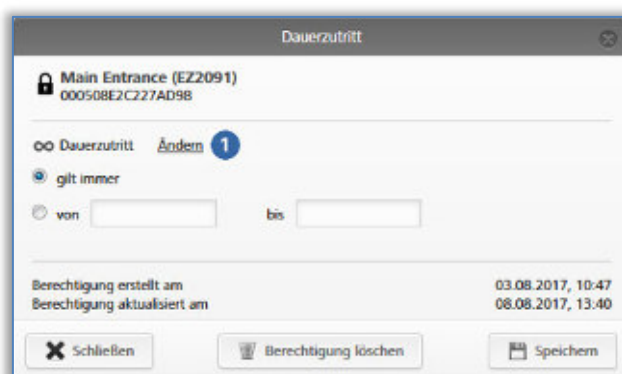 Dauerzutritt
Main Entrance (EZ2091)
000508E2C227AD9B
Dauerzutritt Ändern 1
gilt immer
von bis
Berechtigung erstellt am 03.08.2017, 10:47
Berechtigung aktualisiert am 08.08.2017, 13:40
Schließen Berechtigung löschen Speichern